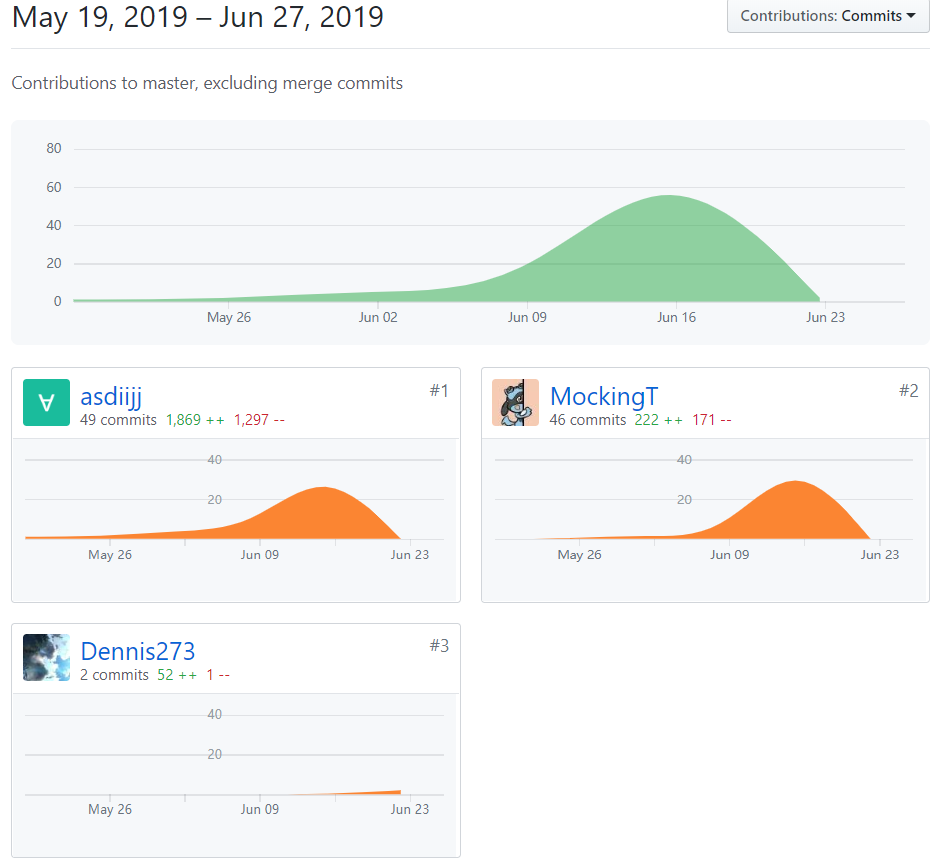 May 19, 2019 – Jun 27, 2019
Contributions: Commits
Contributions to master, excluding merge commits
80
60
40
20
0
May 26 Jun 02 Jun 09 Jun 16 Jun 23
∀ asdiijj #1
49 commits 1,869 ++ 1,297 --
40
20
May 26 Jun 09 Jun 23
MockingT #2
46 commits 222 ++ 171 --
40
20
May 26 Jun 09 Jun 23
Dennis273 #3
2 commits 52 ++ 1 --
40
20
May 26 Jun 09 Jun 23